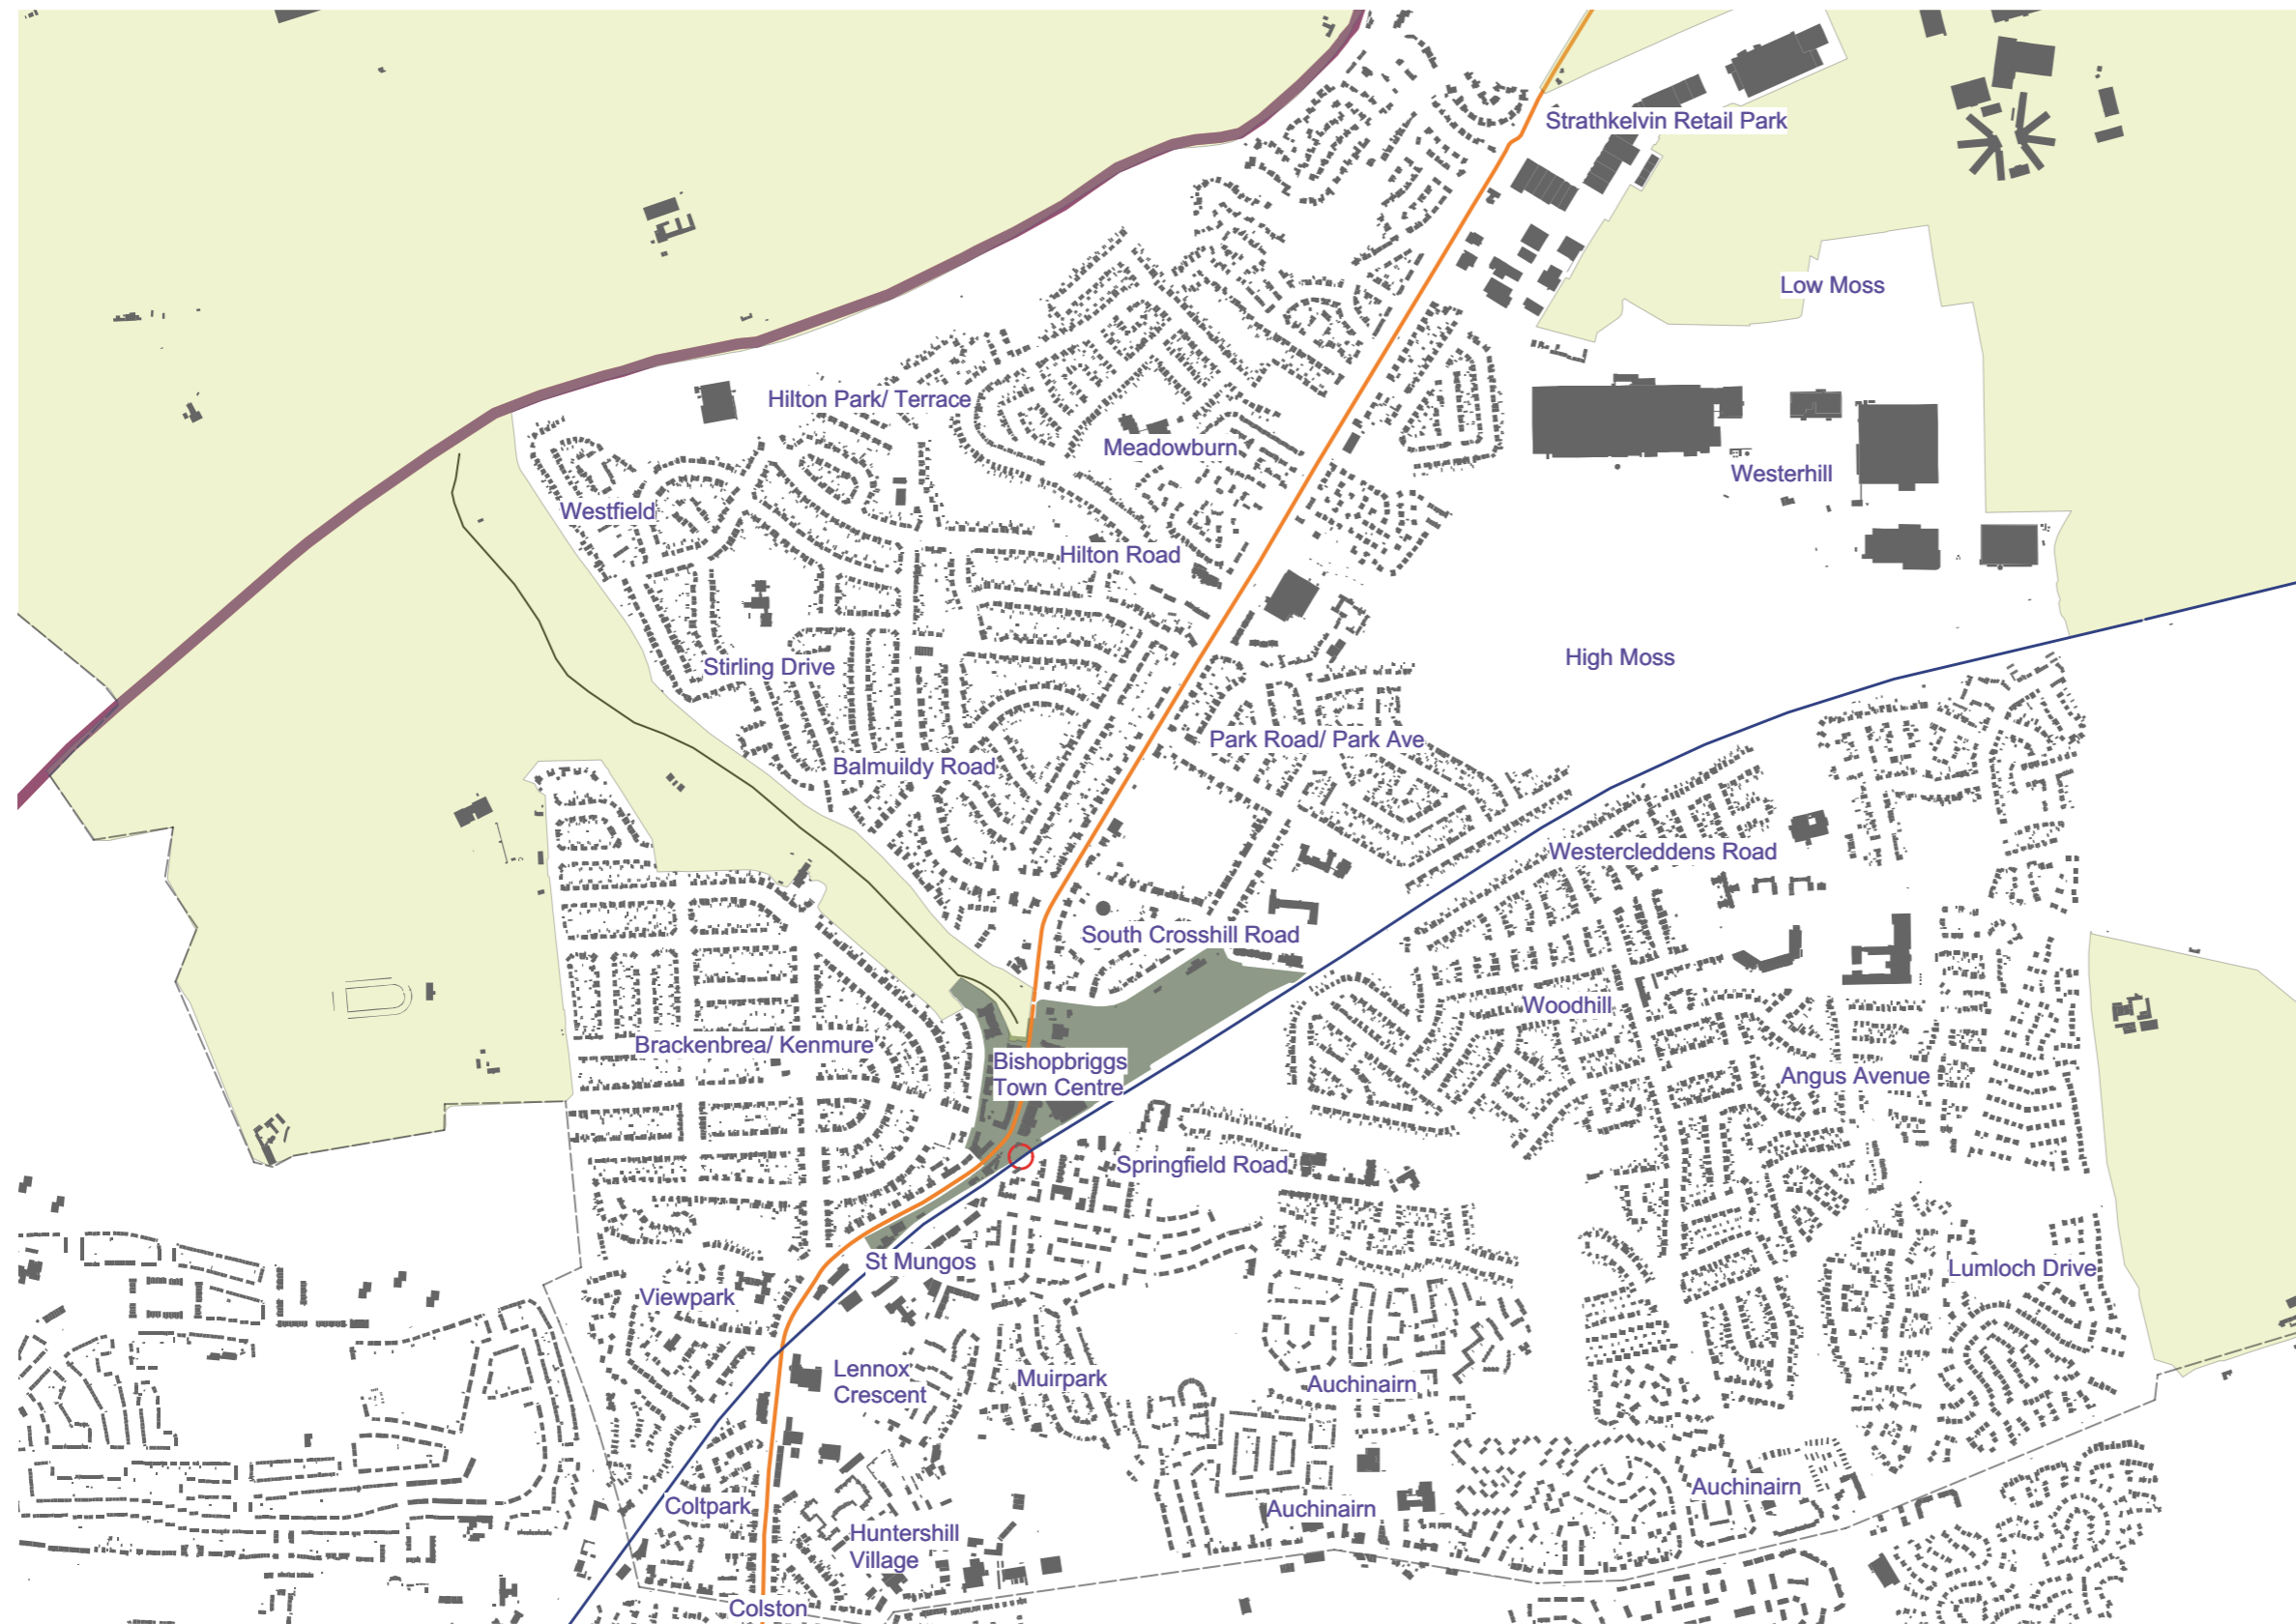 Strathkelvin Retail Park
Low Moss
Hilton Park/ Terrace
Meadowburn
Westerhill
Westfield
Hilton Road
High Moss
Stirling Drive
Park Road/ Park Ave
Balmuildy Road
Westercleddens Road
South Crosshill Road
Woodhill
Brackenbrea/ Kenmure
Bishopbriggs
Town Centre
Angus Avenue
Springfield Road
St Mungos
Lumloch Drive
Viewpark
Lennox
Crescent
Muirpark
Auchinairn
Auchinairn
Coltpark
Auchinairn
Huntershill
Village
Colston